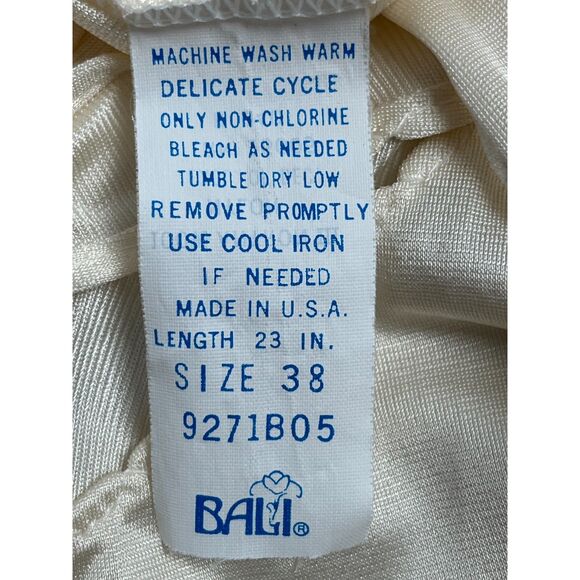 MACHINE WASH WARM
DELICATE CYCLE
ONLY NON-CHLORINE
BLEACH AS NEEDED
TUMBLE DRY LOW
REMOVE PROMPTLY
USE COOL IRON
IF NEEDED
MADE IN U.S.A.
LENGTH 23 IN.
SIZE 38
9271B05
BALI®